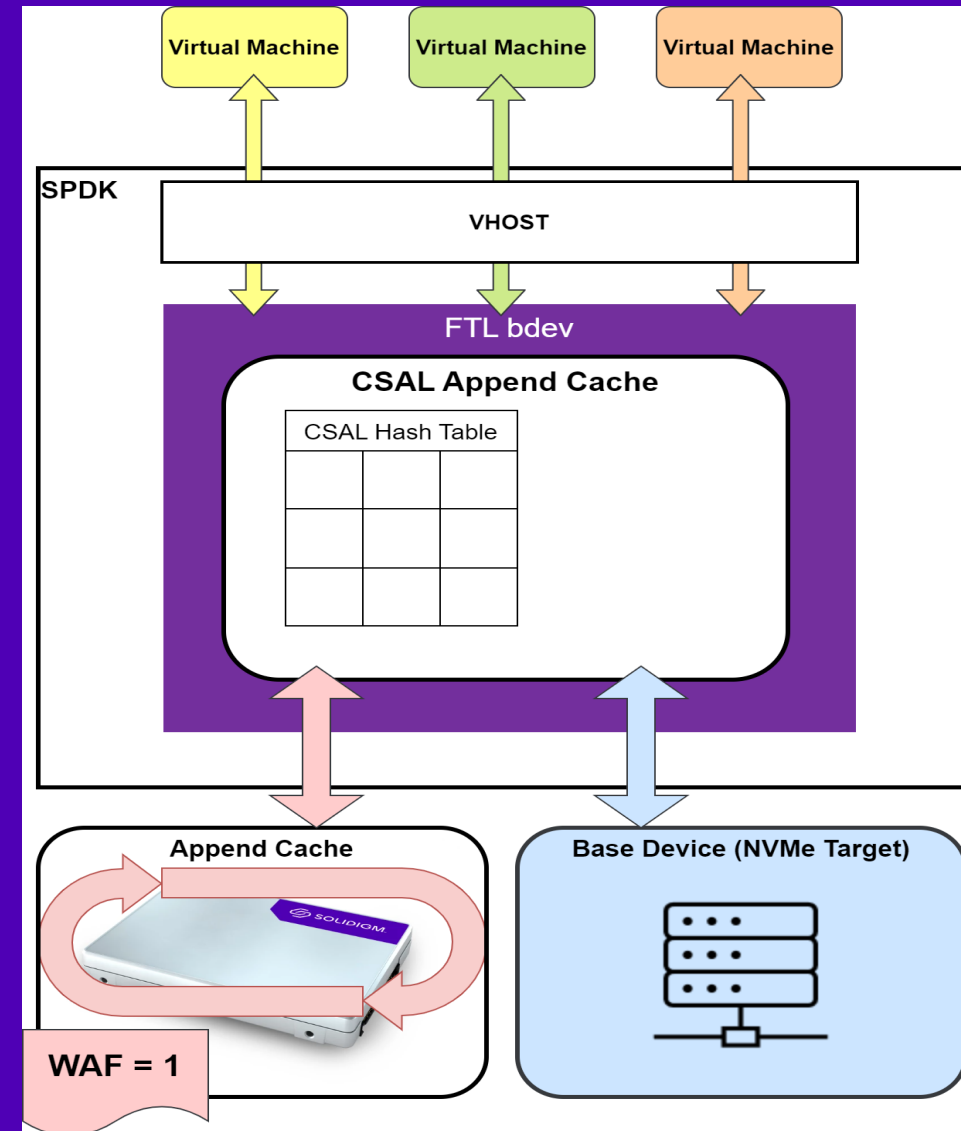 Virtual Machine
Virtual Machine
Virtual Machine
SPDK
VHOST
FTL bdev
CSAL Append Cache
CSAL Hash Table
Append Cache
SOLIDIGM
WAF = 1
Base Device (NVMe Target)